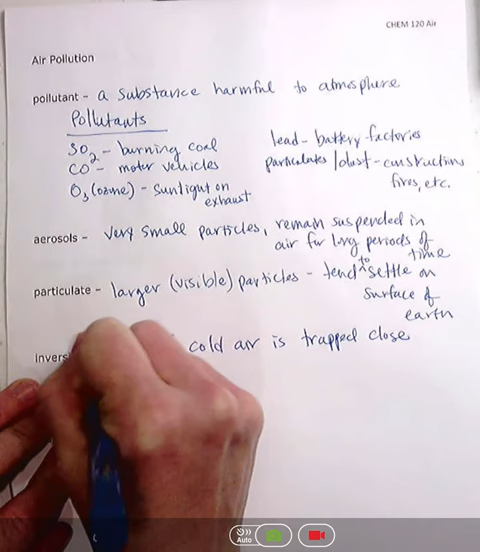 CHEM 120 Air
Air Pollution
pollutant - a substance harmful to atmosphere
Pollutants
SO2 - burning coal
CO - motor vehicles
O3 (ozone) - sunlight on
exhaust
lead - battery factories
particulates / dust - construction
fires, etc.
aerosols - very small particles, remain suspended in
air for long periods of
time
particulate - larger (visible) particles - tend to settle on
surface of
earth
invers
cold air is trapped close
Auto